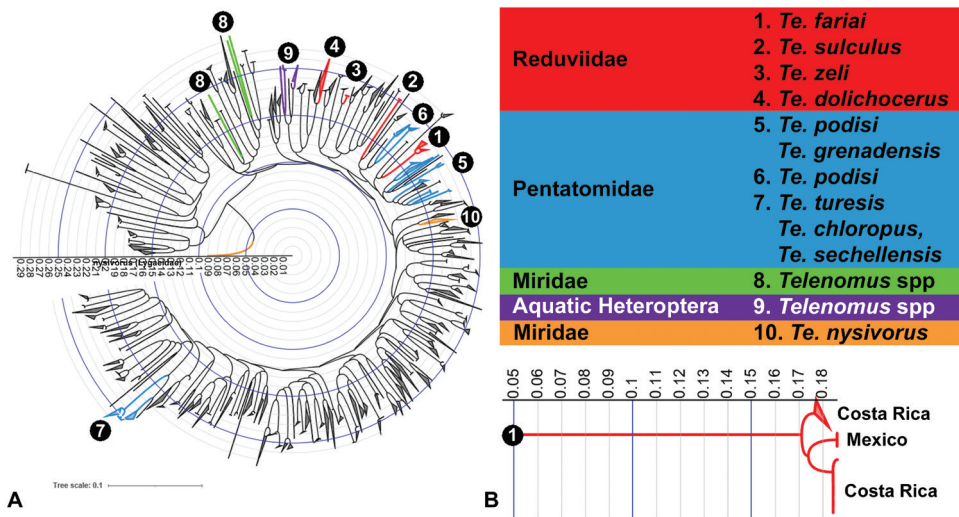 8
8
9
4
3
2
6
1
5
10
7
nysivorus (Lygaeidae)
0.29
0.28
0.27
0.26
0.25
0.24
0.23
0.22
0.21
0.2
0.19
0.18
0.17
0.16
0.15
0.14
0.13
0.12
0.11
0.1
0.09
0.08
0.07
0.06
0.05
0.04
0.03
0.02
0.01
Tree scale: 0.1
A
Reduviidae
1. Te. fariai
2. Te. sulculus
3. Te. zeli
4. Te. dolichocerus
Pentatomidae
5. Te. podisi
Te. grenadensis
6. Te. podisi
7. Te. turesis
Te. chloropus,
Te. sechellensis
Miridae
8. Telenomus spp
Aquatic Heteroptera
9. Telenomus spp
Miridae
10. Te. nysivorus
0.05
0.06
0.07
0.08
0.09
0.1
0.11
0.12
0.13
0.14
0.15
0.16
0.17
0.18
1
Costa Rica
Mexico
Costa Rica
B